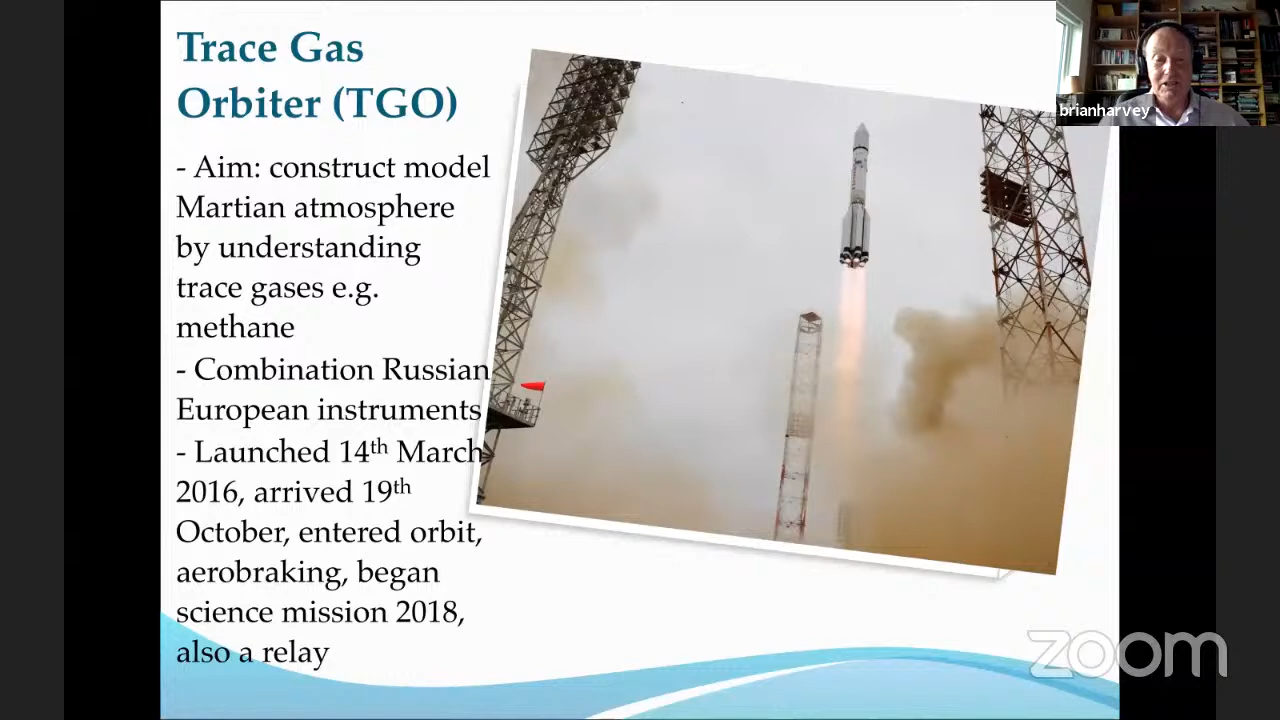 Trace Gas
Orbiter (TGO)
- Aim: construct model
Martian atmosphere
by understanding
trace gases e.g.
methane
- Combination Russian
European instruments
- Launched 14th March
2016, arrived 19th
October, entered orbit,
aerobraking, began
science mission 2018,
also a relay
brianharvey
zoom